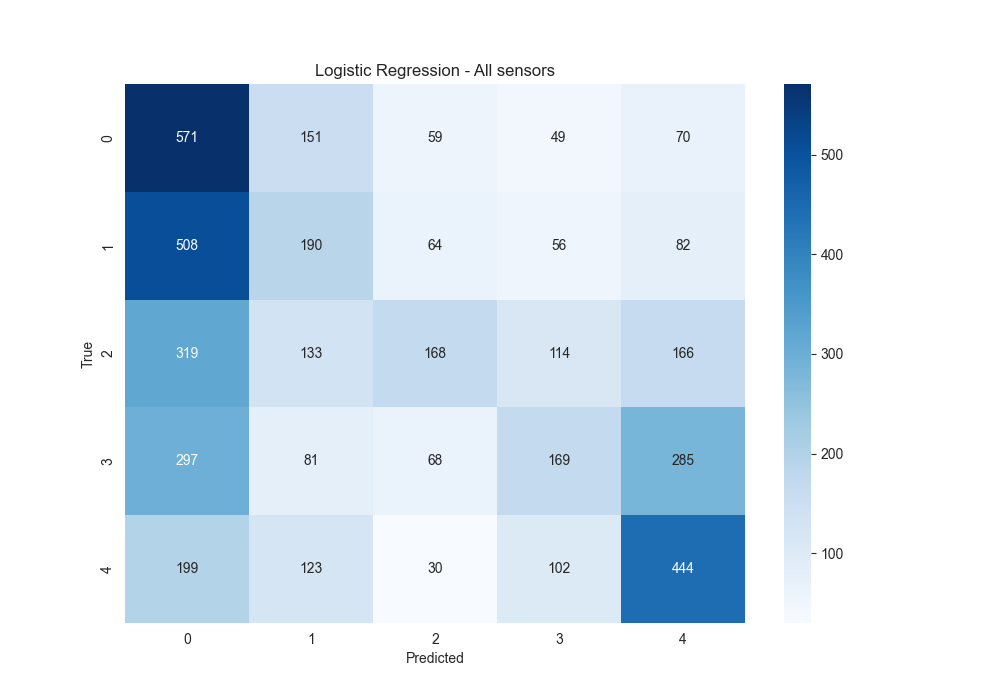 Logistic Regression - All sensors
0 571 151 59 49 70
1 508 190 64 56 82
2 319 133 168 114 166
3 297 81 68 169 285
4 199 123 30 102 444
True
0 1 2 3 4
Predicted
500
400
300
200
100